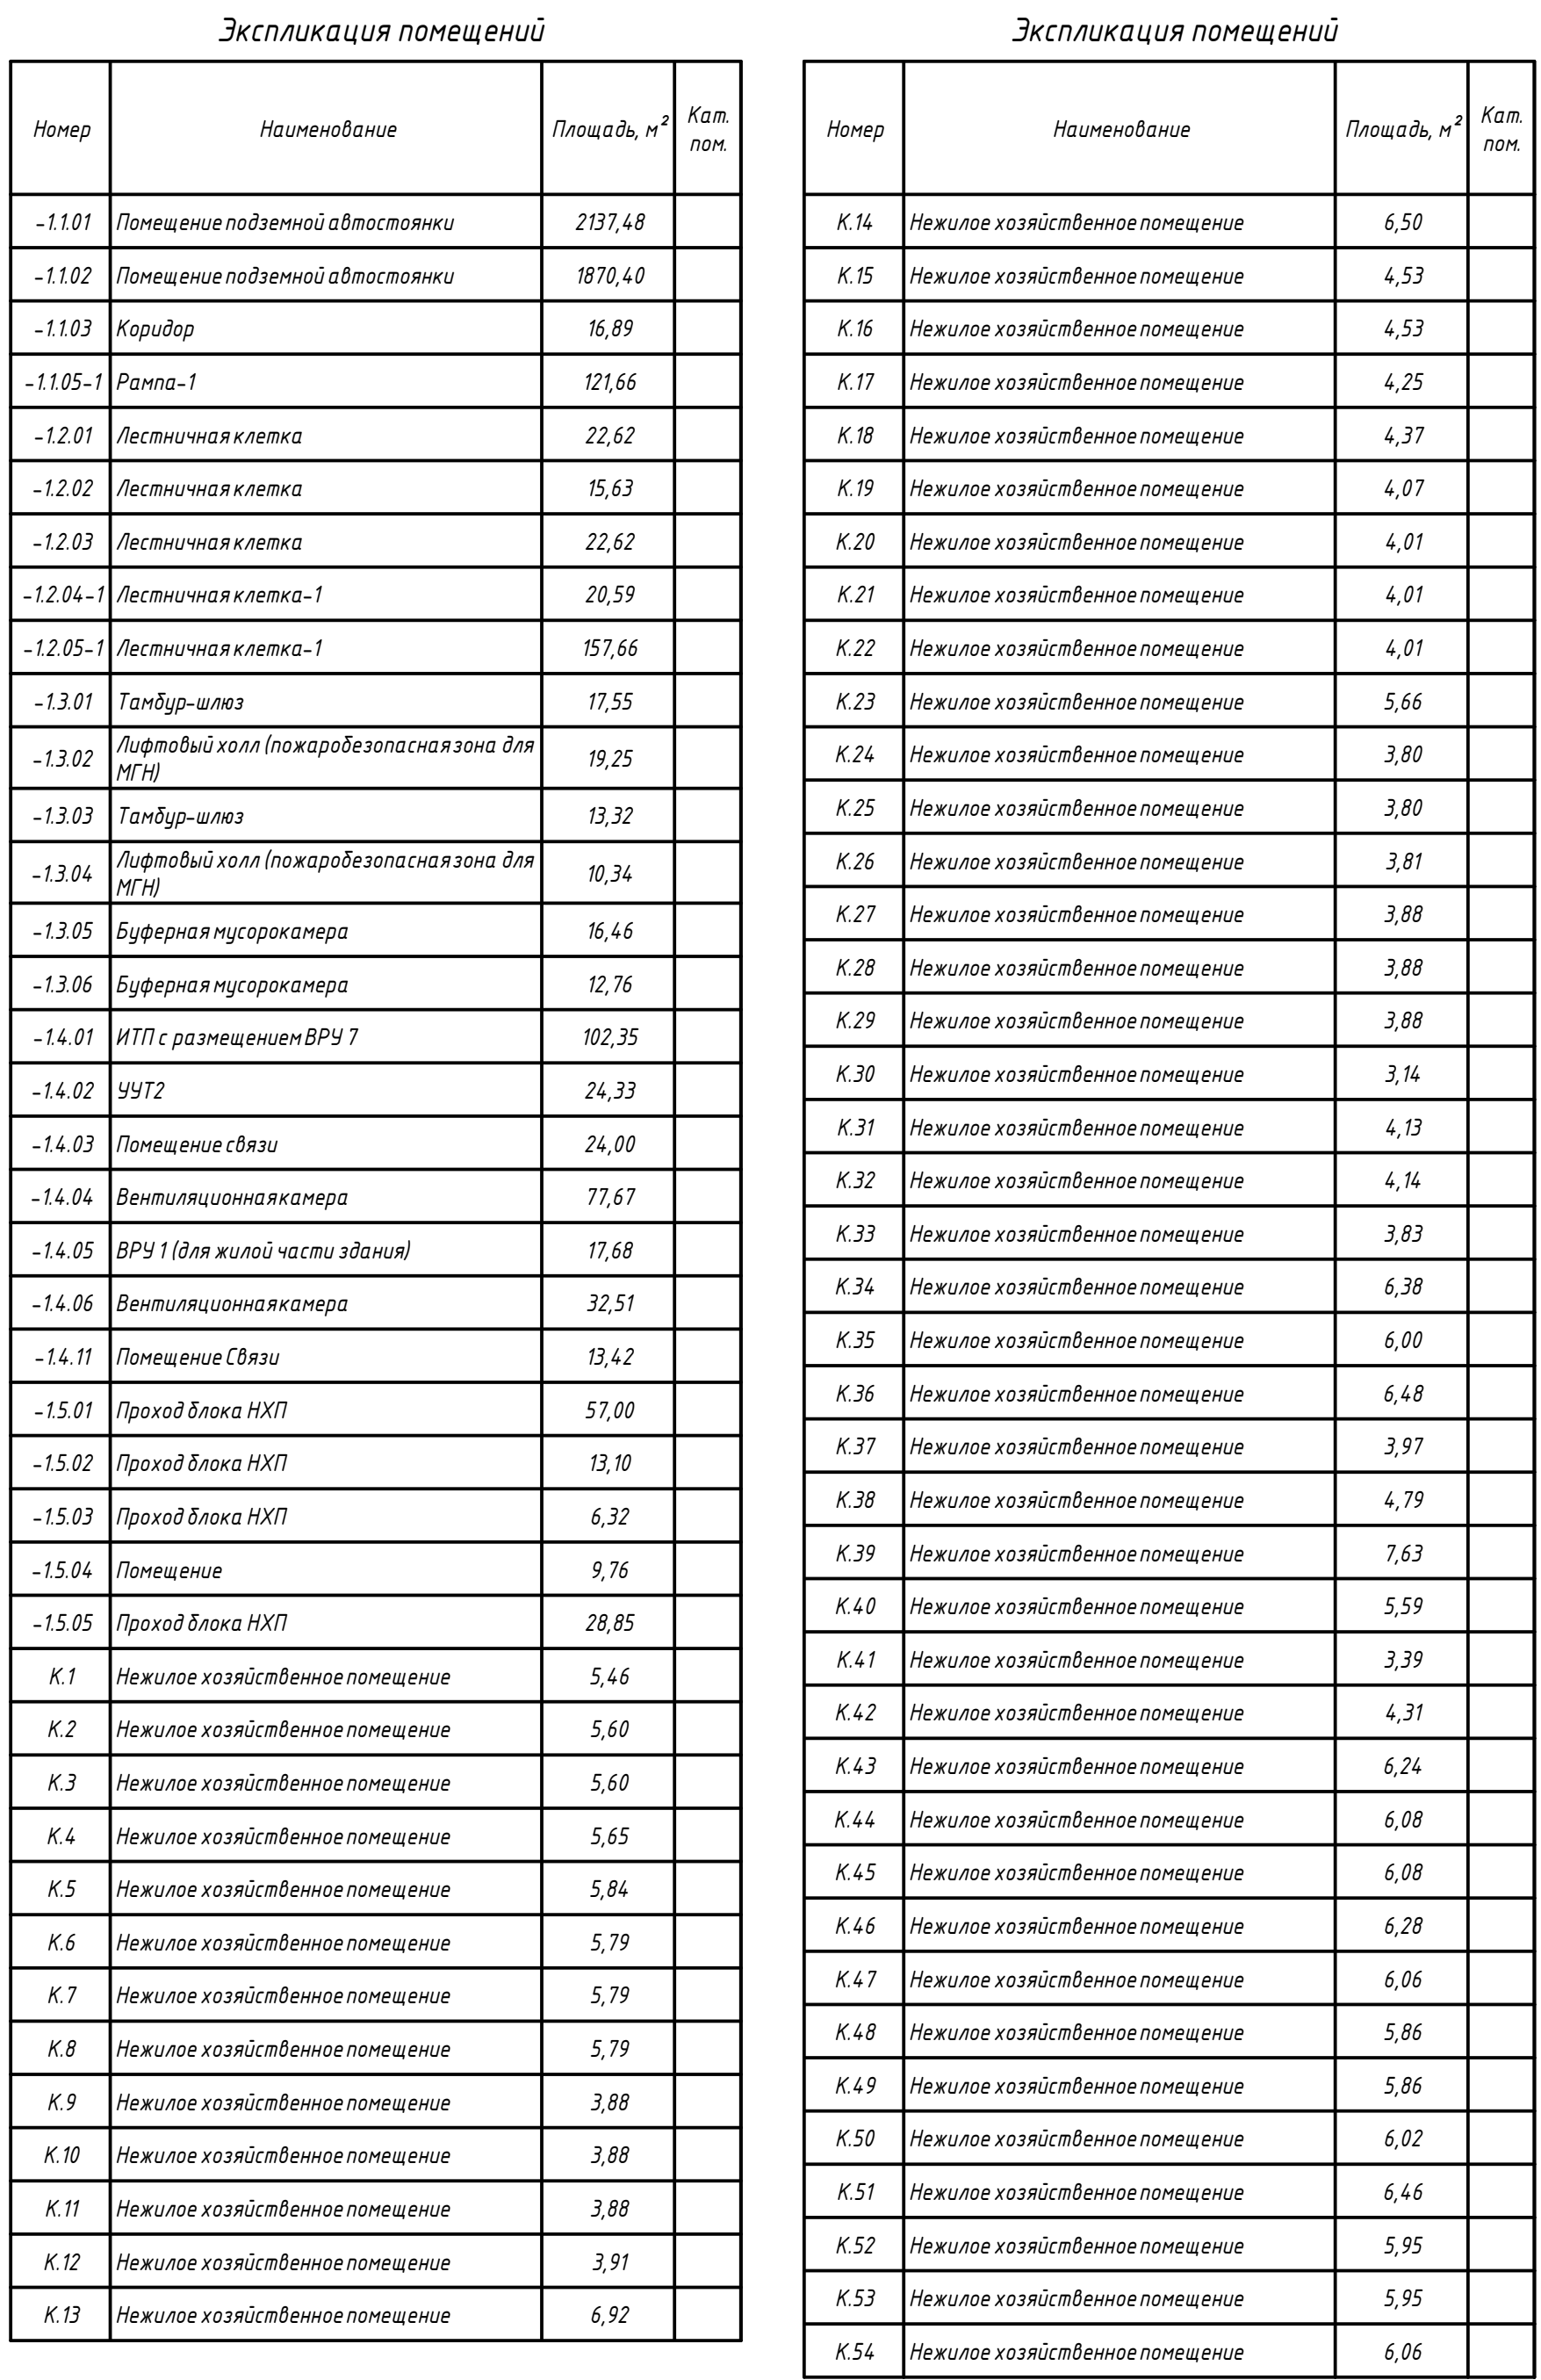 Экспликация помещений
Номер Наименование Площадь, м² Кат. пом.
-1.1.01 Помещение подземной автостоянки 2137,48
-1.1.02 Помещение подземной автостоянки 1870,40
-1.1.03 Коридор 16,89
-1.1.05-1 Рампа-1 121,66
-1.2.01 Лестничная клетка 22,62
-1.2.02 Лестничная клетка 15,63
-1.2.03 Лестничная клетка 22,62
-1.2.04-1 Лестничная клетка-1 20,59
-1.2.05-1 Лестничная клетка-1 157,66
-1.3.01 Тамбур-шлюз 17,55
-1.3.02 Лифтовый холл (пожаробезопасная зона для
МГН) 19,25
-1.3.03 Тамбур-шлюз 13,32
-1.3.04 Лифтовый холл (пожаробезопасная зона для
МГН) 10,34
-1.3.05 Буферная мусорокамера 16,46
-1.3.06 Буферная мусорокамера 12,76
-1.4.01 ИТП с размещением ВРУ 7 102,35
-1.4.02 УУТ2 24,33
-1.4.03 Помещение связи 24,00
-1.4.04 Вентиляционная камера 77,67
-1.4.05 ВРУ 1 (для жилой части здания) 17,68
-1.4.06 Вентиляционная камера 32,51
-1.4.11 Помещение Связи 13,42
-1.5.01 Проход блока НХП 57,00
-1.5.02 Проход блока НХП 13,10
-1.5.03 Проход блока НХП 6,32
-1.5.04 Помещение 9,76
-1.5.05 Проход блока НХП 28,85
К.1 Нежилое хозяйственное помещение 5,46
К.2 Нежилое хозяйственное помещение 5,60
К.3 Нежилое хозяйственное помещение 5,60
К.4 Нежилое хозяйственное помещение 5,65
К.5 Нежилое хозяйственное помещение 5,84
К.6 Нежилое хозяйственное помещение 5,79
К.7 Нежилое хозяйственное помещение 5,79
К.8 Нежилое хозяйственное помещение 5,79
К.9 Нежилое хозяйственное помещение 3,88
К.10 Нежилое хозяйственное помещение 3,88
К.11 Нежилое хозяйственное помещение 3,88
К.12 Нежилое хозяйственное помещение 3,91
К.13 Нежилое хозяйственное помещение 6,92
Экспликация помещений
Номер Наименование Площадь, м² Кат. пом.
К.14 Нежилое хозяйственное помещение 6,50
К.15 Нежилое хозяйственное помещение 4,53
К.16 Нежилое хозяйственное помещение 4,53
К.17 Нежилое хозяйственное помещение 4,25
К.18 Нежилое хозяйственное помещение 4,37
К.19 Нежилое хозяйственное помещение 4,07
К.20 Нежилое хозяйственное помещение 4,01
К.21 Нежилое хозяйственное помещение 4,01
К.22 Нежилое хозяйственное помещение 4,01
К.23 Нежилое хозяйственное помещение 5,66
К.24 Нежилое хозяйственное помещение 3,80
К.25 Нежилое хозяйственное помещение 3,80
К.26 Нежилое хозяйственное помещение 3,81
К.27 Нежилое хозяйственное помещение 3,88
К.28 Нежилое хозяйственное помещение 3,88
К.29 Нежилое хозяйственное помещение 3,88
К.30 Нежилое хозяйственное помещение 3,14
К.31 Нежилое хозяйственное помещение 4,13
К.32 Нежилое хозяйственное помещение 4,14
К.33 Нежилое хозяйственное помещение 3,83
К.34 Нежилое хозяйственное помещение 6,38
К.35 Нежилое хозяйственное помещение 6,00
К.36 Нежилое хозяйственное помещение 6,48
К.37 Нежилое хозяйственное помещение 3,97
К.38 Нежилое хозяйственное помещение 4,79
К.39 Нежилое хозяйственное помещение 7,63
К.40 Нежилое хозяйственное помещение 5,59
К.41 Нежилое хозяйственное помещение 3,39
К.42 Нежилое хозяйственное помещение 4,31
К.43 Нежилое хозяйственное помещение 6,24
К.44 Нежилое хозяйственное помещение 6,08
К.45 Нежилое хозяйственное помещение 6,08
К.46 Нежилое хозяйственное помещение 6,28
К.47 Нежилое хозяйственное помещение 6,06
К.48 Нежилое хозяйственное помещение 5,86
К.49 Нежилое хозяйственное помещение 5,86
К.50 Нежилое хозяйственное помещение 6,02
К.51 Нежилое хозяйственное помещение 6,46
К.52 Нежилое хозяйственное помещение 5,95
К.53 Нежилое хозяйственное помещение 5,95
К.54 Нежилое хозяйственное помещение 6,06